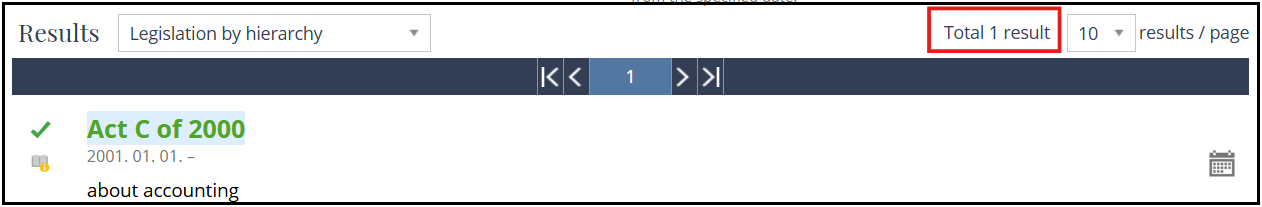 Results Legislation by hierarchy Total 1 result 10 results / page
1
Act C of 2000
2001. 01. 01. –
about accounting